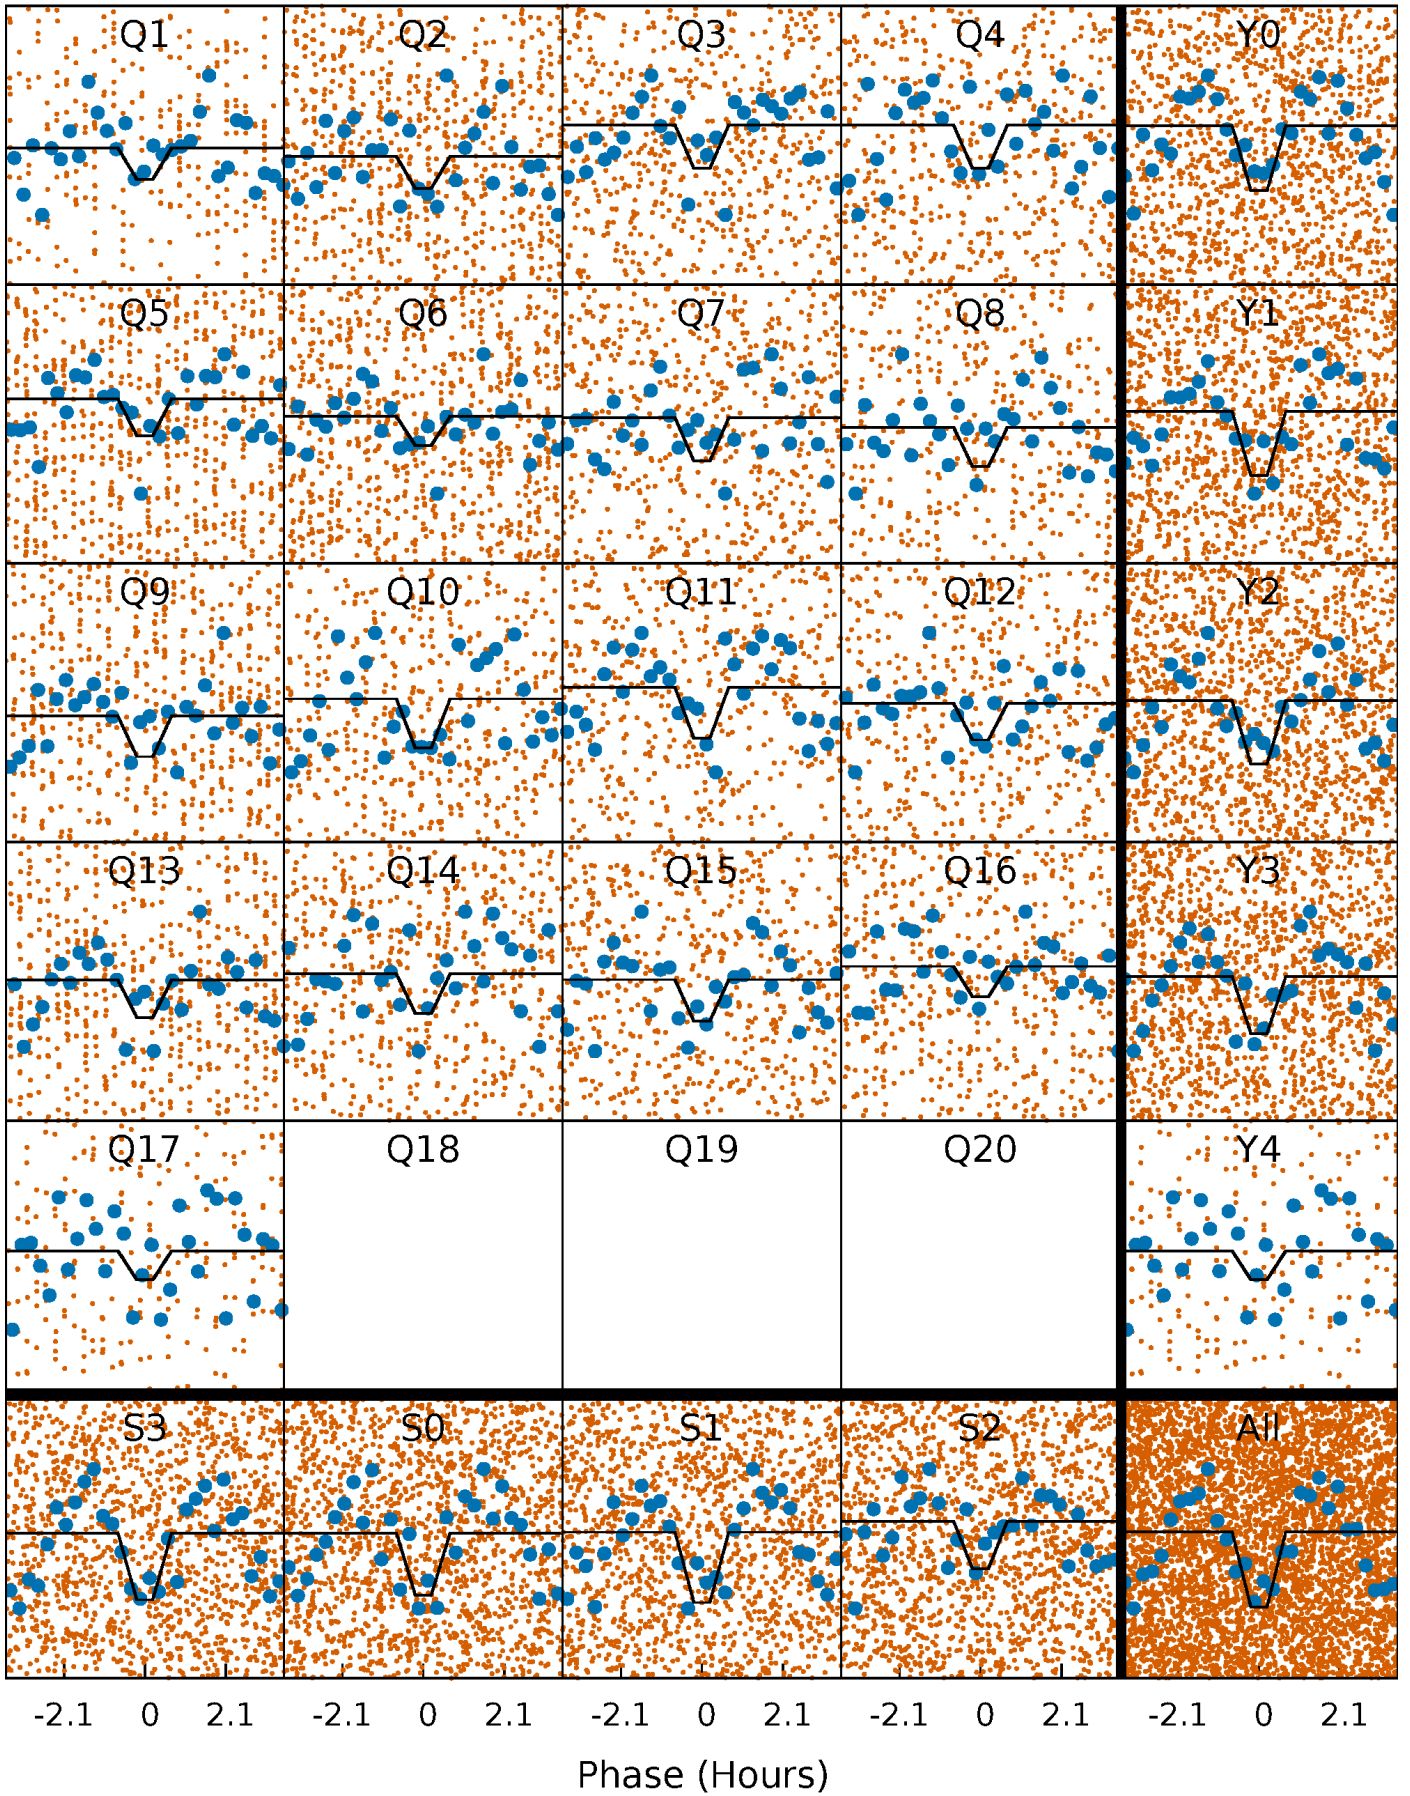 Q1 Q2 Q3 Q4 Y0
Q5 Q6 Q7 Q8 Y1
Q9 Q10 Q11 Q12 Y2
Q13 Q14 Q15 Q16 Y3
Q17 Q18 Q19 Q20 Y4
S3 S0 S1 S2 All
-2.1 0 2.1 -2.1 0 2.1 -2.1 0 2.1 -2.1 0 2.1 -2.1 0 2.1
Phase (Hours)